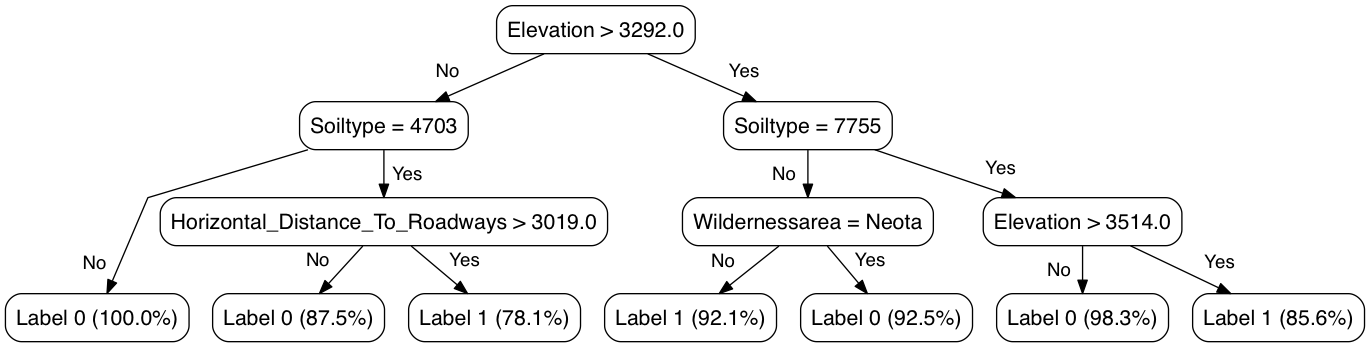 Elevation > 3292.0
No
Yes
Soiltype = 4703
Soiltype = 7755
Yes
No
Yes
Horizontal_Distance_To_Roadways > 3019.0
Wildernessarea = Neota
Elevation > 3514.0
No
No
Yes
No
Yes
No
Yes
Label 0 (100.0%)
Label 0 (87.5%)
Label 1 (78.1%)
Label 1 (92.1%)
Label 0 (92.5%)
Label 0 (98.3%)
Label 1 (85.6%)